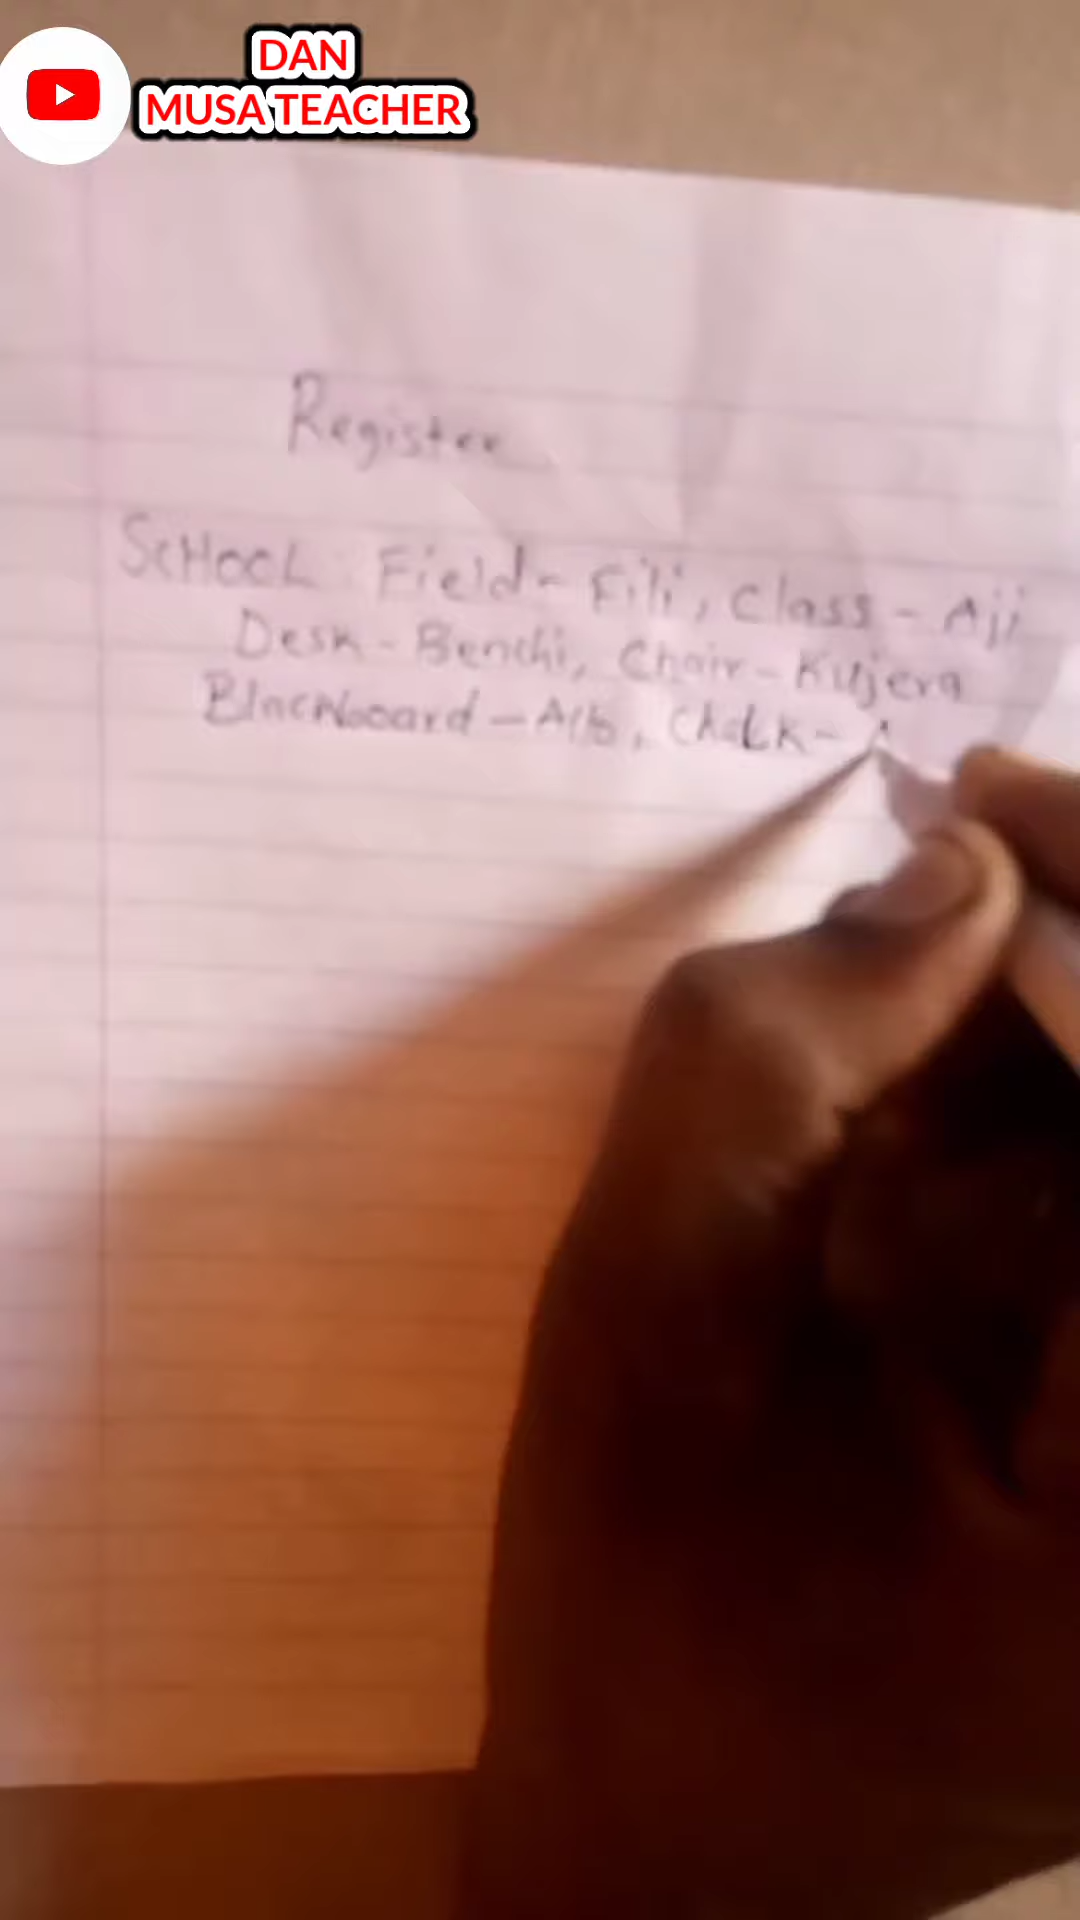 DAN
MUSA TEACHER
Register
SCHOOL: Field - Fili, Class - Aji
Desk - Benchi, Chair - Kujera
Blackboard - Allo, Chalk - A